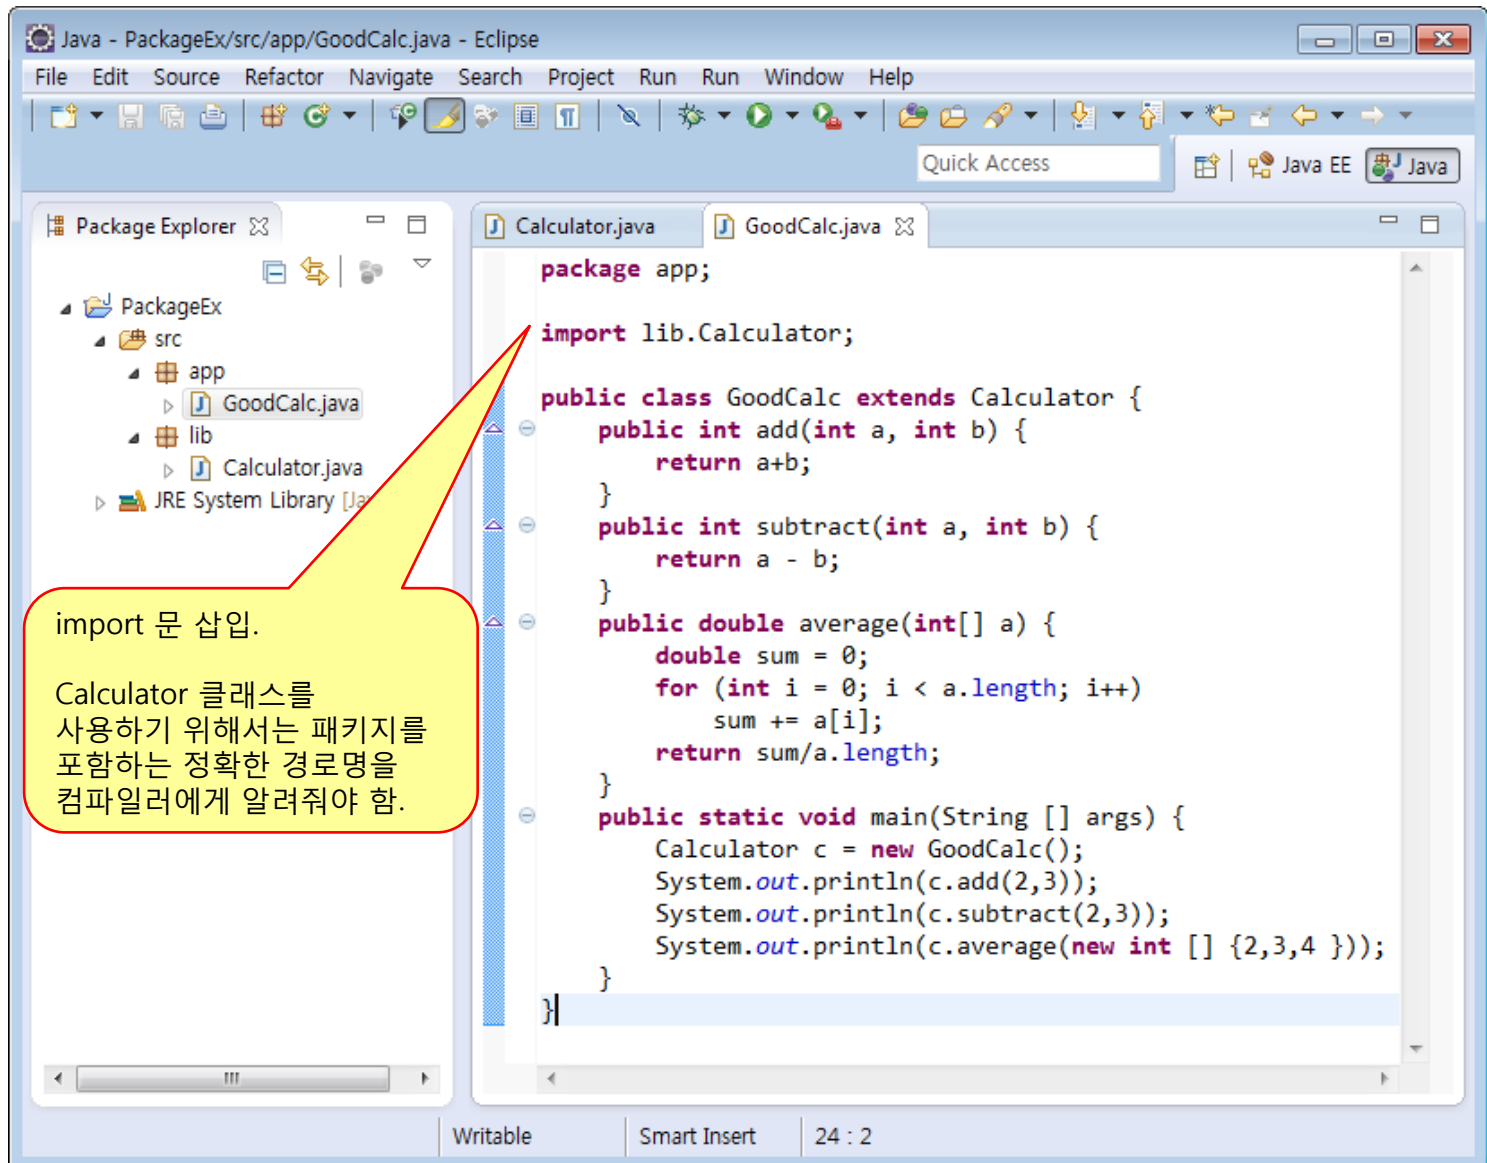 Java - PackageEx/src/app/GoodCalc.java - Eclipse
File Edit Source Refactor Navigate Search Project Run Run Window Help
Quick Access
Java EE
Java
Package Explorer
PackageEx
src
app
GoodCalc.java
lib
Calculator.java
JRE System Library [Ja
import 문 삽입.
Calculator 클래스를
사용하기 위해서는 패키지를
포함하는 정확한 경로명을
컴파일러에게 알려줘야 함.
Calculator.java
GoodCalc.java
package app;
import lib.Calculator;
public class GoodCalc extends Calculator {
public int add(int a, int b) {
return a+b;
}
public int subtract(int a, int b) {
return a - b;
}
public double average(int[] a) {
double sum = 0;
for (int i = 0; i < a.length; i++)
sum += a[i];
return sum/a.length;
}
public static void main(String [] args) {
Calculator c = new GoodCalc();
System.out.println(c.add(2,3));
System.out.println(c.subtract(2,3));
System.out.println(c.average(new int [] {2,3,4 }));
}
}
Writable
Smart Insert
24 : 2